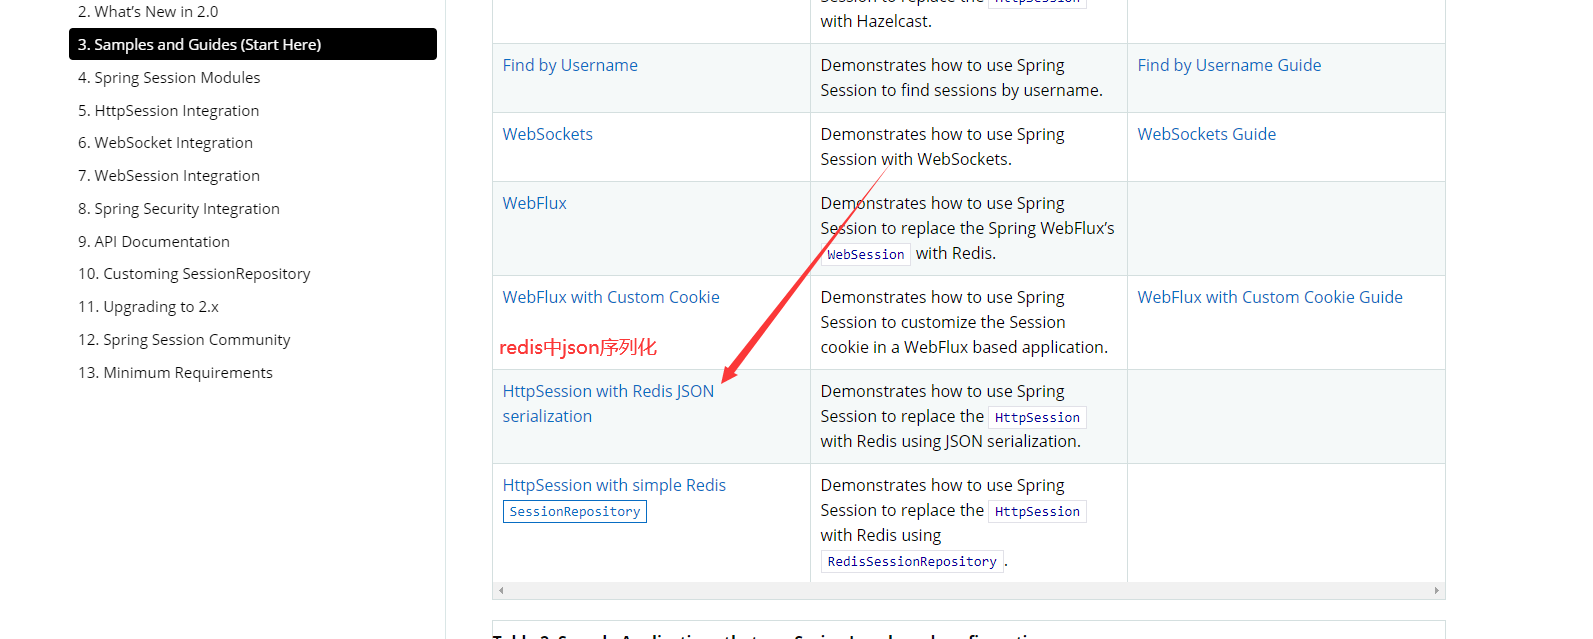 2. What's New in 2.0
3. Samples and Guides (Start Here)
4. Spring Session Modules
5. HttpSession Integration
6. WebSocket Integration
7. WebSession Integration
8. Spring Security Integration
9. API Documentation
10. Customing SessionRepository
11. Upgrading to 2.x
12. Spring Session Community
13. Minimum Requirements
Session to replace the HttpSession
with Hazelcast.
Find by Username
Demonstrates how to use Spring
Session to find sessions by username.
Find by Username Guide
WebSockets
Demonstrates how to use Spring
Session with WebSockets.
WebSockets Guide
WebFlux
Demonstrates how to use Spring
Session to replace the Spring WebFlux's
WebSession with Redis.
WebFlux with Custom Cookie
Demonstrates how to use Spring
Session to customize the Session
cookie in a WebFlux based application.
WebFlux with Custom Cookie Guide
redis中json序列化
HttpSession with Redis JSON
serialization
Demonstrates how to use Spring
Session to replace the HttpSession
with Redis using JSON serialization.
HttpSession with simple Redis
SessionRepository
Demonstrates how to use Spring
Session to replace the HttpSession
with Redis using
RedisSessionRepository.